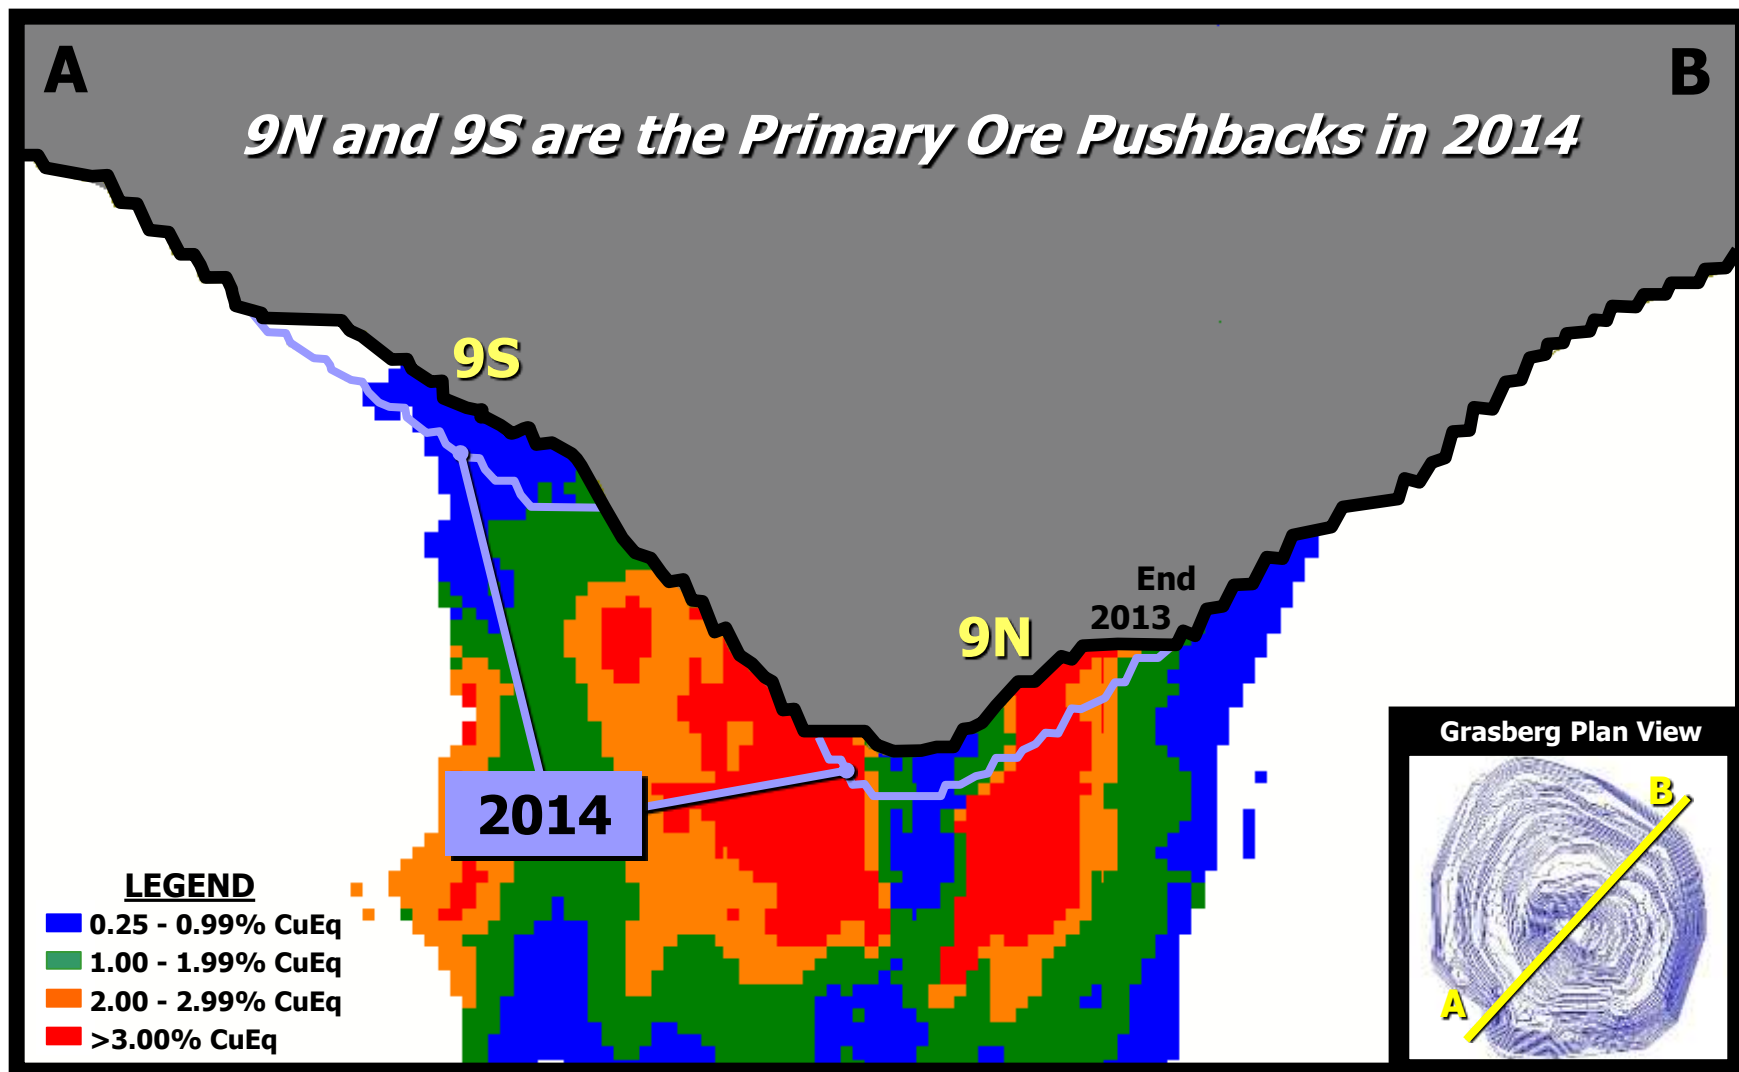 A
B
9N and 9S are the Primary Ore Pushbacks in 2014
9S
End
2013
9N
2014
Grasberg Plan View
B
A
LEGEND
0.25 - 0.99% CuEq
1.00 - 1.99% CuEq
2.00 - 2.99% CuEq
>3.00% CuEq